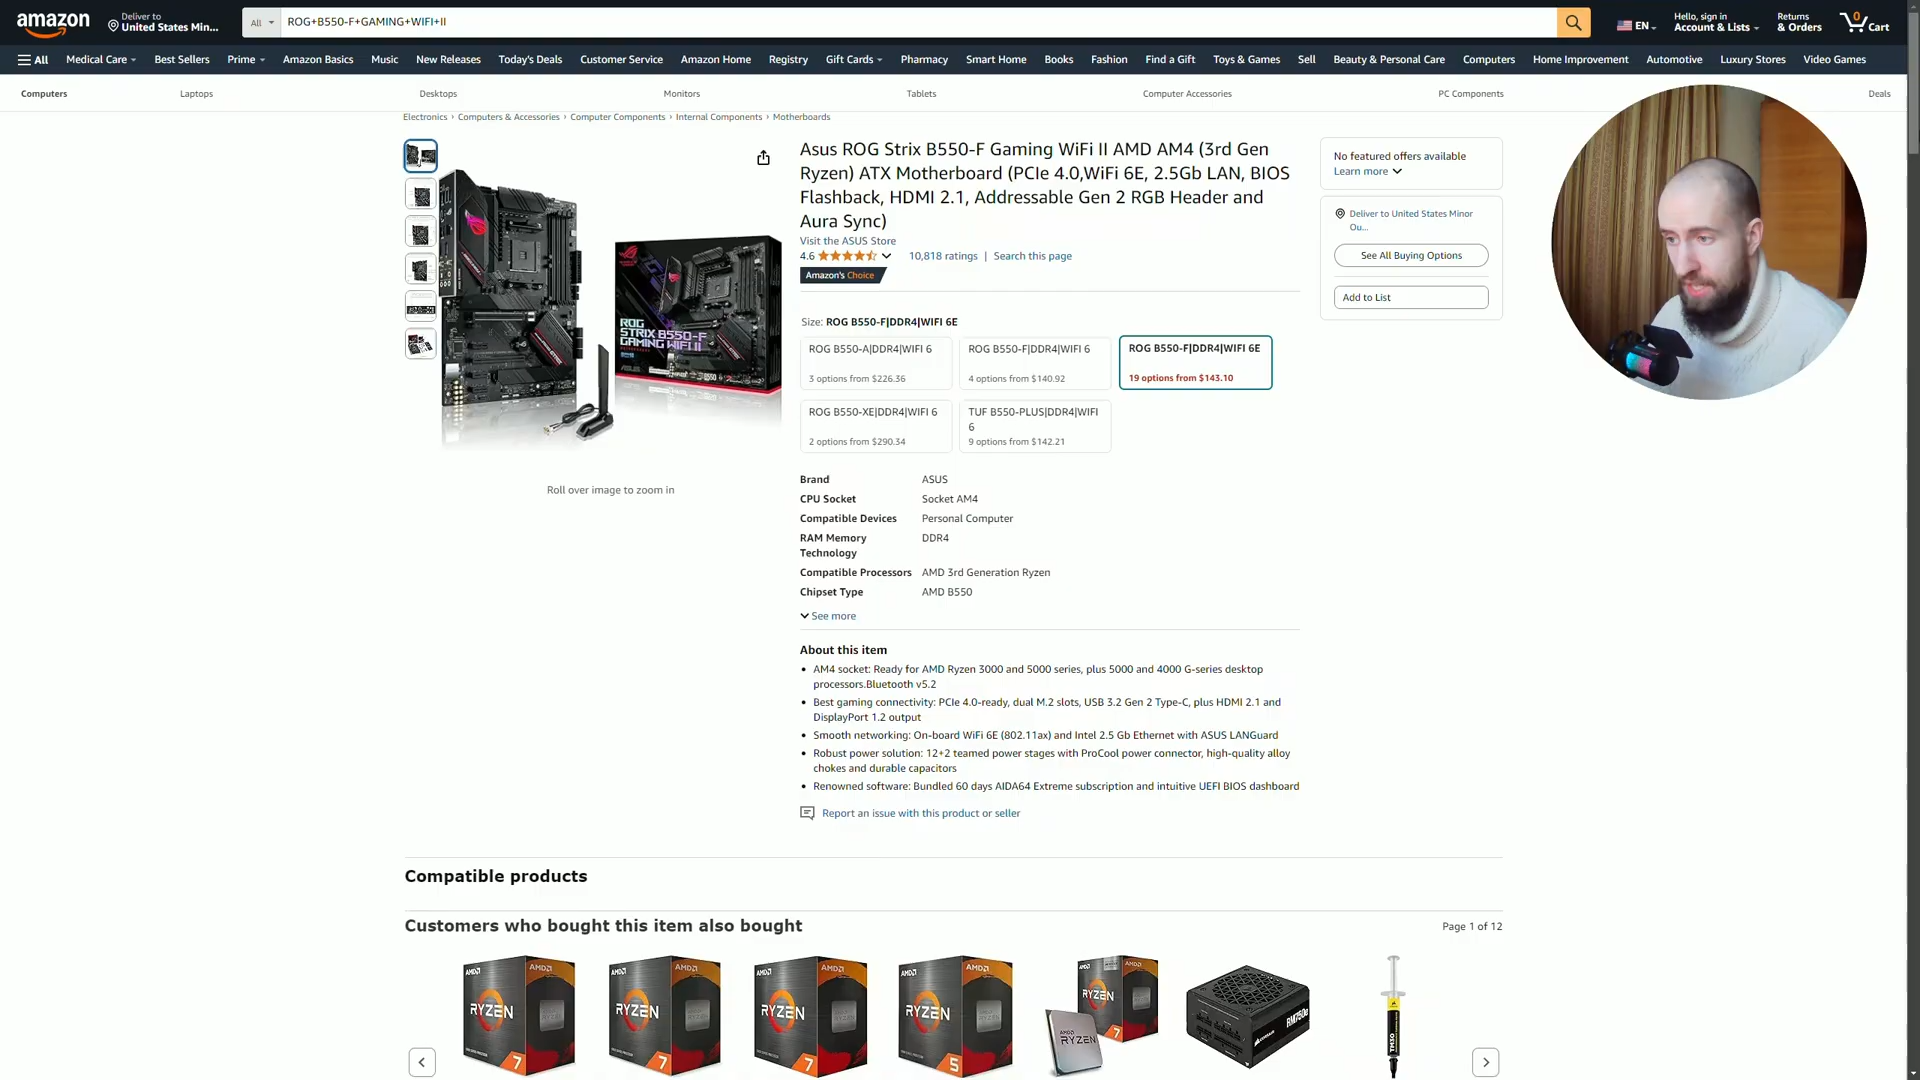 amazon
Deliver to
United States Min...
All
ROG+B550-F+GAMING+WIFI+II
EN
Hello, sign in
Account & Lists
Returns
& Orders
0
Cart
All
Medical Care
Best Sellers
Prime
Amazon Basics
Music
New Releases
Today's Deals
Customer Service
Amazon Home
Registry
Gift Cards
Pharmacy
Smart Home
Books
Fashion
Find a Gift
Toys & Games
Sell
Beauty & Personal Care
Computers
Home Improvement
Automotive
Luxury Stores
Video Games
Computers
Laptops
Desktops
Monitors
Tablets
Computer Accessories
PC Components
Deals
Electronics › Computers & Accessories › Computer Components › Internal Components › Motherboards
ROG
STRIX B550-F
GAMING WIFI II
Roll over image to zoom in
Asus ROG Strix B550-F Gaming WiFi II AMD AM4 (3rd Gen
Ryzen) ATX Motherboard (PCIe 4.0,WiFi 6E, 2.5Gb LAN, BIOS
Flashback, HDMI 2.1, Addressable Gen 2 RGB Header and
Aura Sync)
Visit the ASUS Store
4.6
10,818 ratings | Search this page
Amazon's Choice
Size: ROG B550-F|DDR4|WIFI 6E
ROG B550-A|DDR4|WIFI 6
3 options from $226.36
ROG B550-F|DDR4|WIFI 6
4 options from $140.92
ROG B550-F|DDR4|WIFI 6E
19 options from $143.10
ROG B550-XE|DDR4|WIFI 6
2 options from $290.34
TUF B550-PLUS|DDR4|WIFI
6
9 options from $142.21
Brand ASUS
CPU Socket Socket AM4
Compatible Devices Personal Computer
RAM Memory DDR4
Technology
Compatible Processors AMD 3rd Generation Ryzen
Chipset Type AMD B550
See more
About this item
• AM4 socket: Ready for AMD Ryzen 3000 and 5000 series, plus 5000 and 4000 G-series desktop
processors.Bluetooth v5.2
• Best gaming connectivity: PCIe 4.0-ready, dual M.2 slots, USB 3.2 Gen 2 Type-C, plus HDMI 2.1 and
DisplayPort 1.2 output
• Smooth networking: On-board WiFi 6E (802.11ax) and Intel 2.5 Gb Ethernet with ASUS LANGuard
• Robust power solution: 12+2 teamed power stages with ProCool power connector, high-quality alloy
chokes and durable capacitors
• Renowned software: Bundled 60 days AIDA64 Extreme subscription and intuitive UEFI BIOS dashboard
Report an issue with this product or seller
No featured offers available
Learn more
Deliver to United States Minor
Ou...
See All Buying Options
Add to List
Compatible products
Customers who bought this item also bought
Page 1 of 12
AMD AMD
RYZEN
7
AMD AMD
RYZEN
7
AMD AMD
RYZEN
7
AMD AMD
RYZEN
5
AMD
RYZEN
7
AMD
RYZEN
CORSAIR
RM750e
TM30